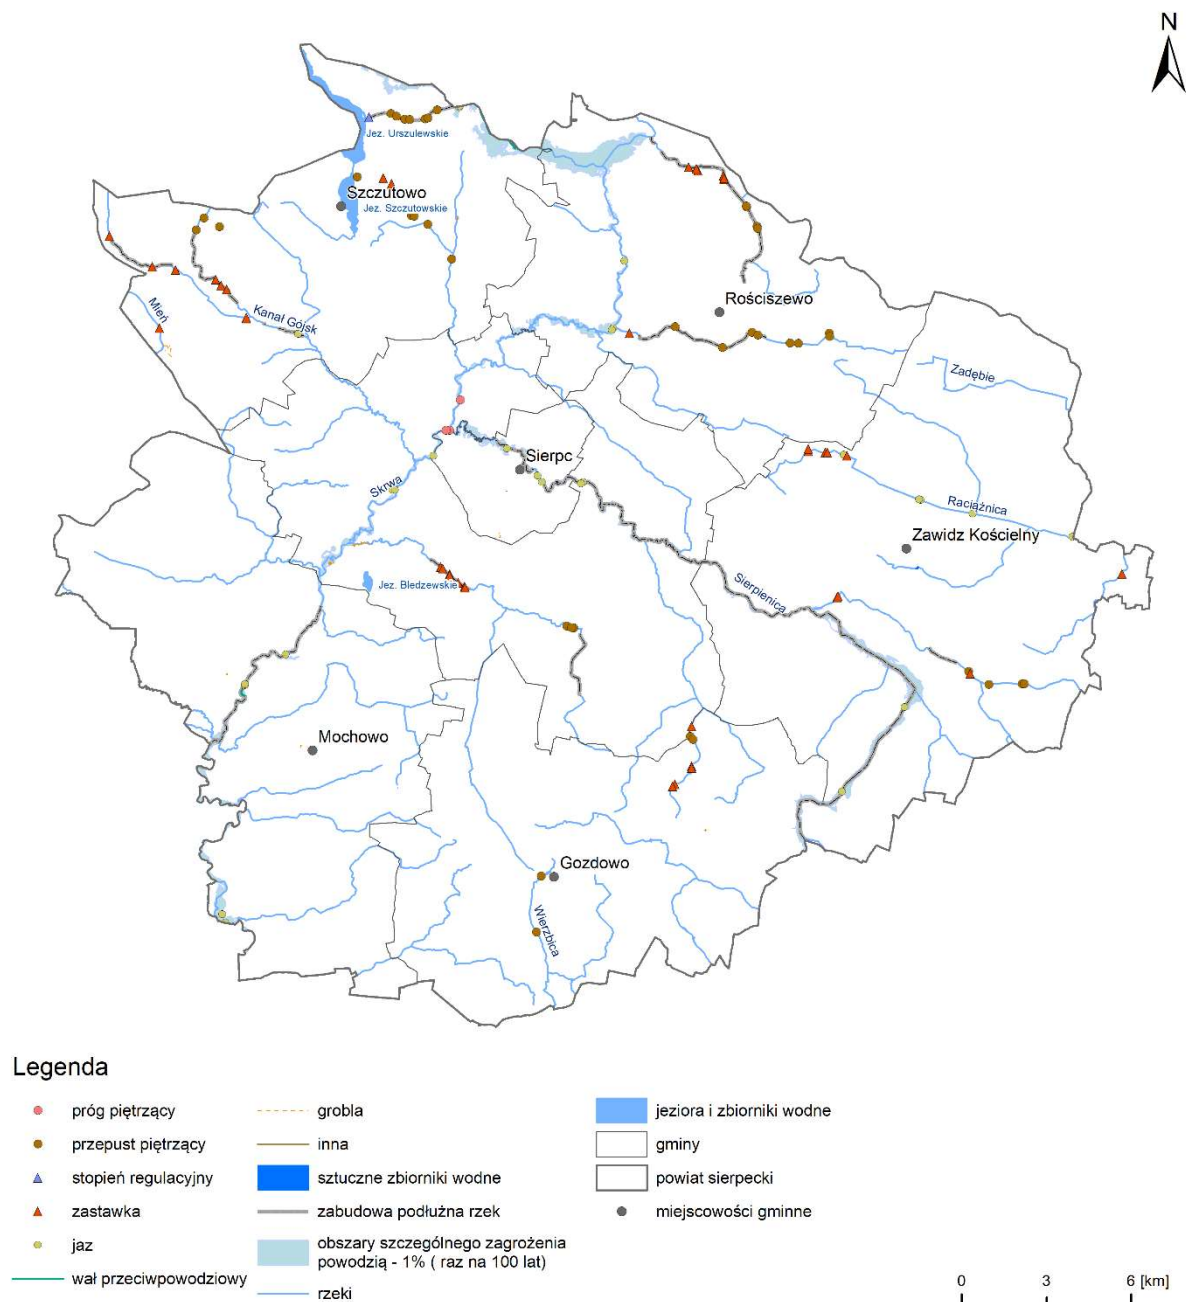 N
Jez. Urszulewskie
Szczutowo
Jez. Szczutowskie
Rościszewo
Mień
Kanał Gójsk
Zadębie
Sierpc
Skrwa
Raciążnica
Zawidz Kościelny
Jez. Bledzewskie
Sierpienica
Mochowo
Gozdowo
Wierzbica
Legenda
próg piętrzący
przepust piętrzący
stopień regulacyjny
zastawka
jaz
wał przeciwpowodziowy
grobla
inna
sztuczne zbiorniki wodne
zabudowa podłużna rzek
obszary szczególnego zagrożenia
powodzią - 1% ( raz na 100 lat)
rzeki
jeziora i zbiorniki wodne
gminy
powiat sierpecki
miejscowości gminne
0 3 6 [km]